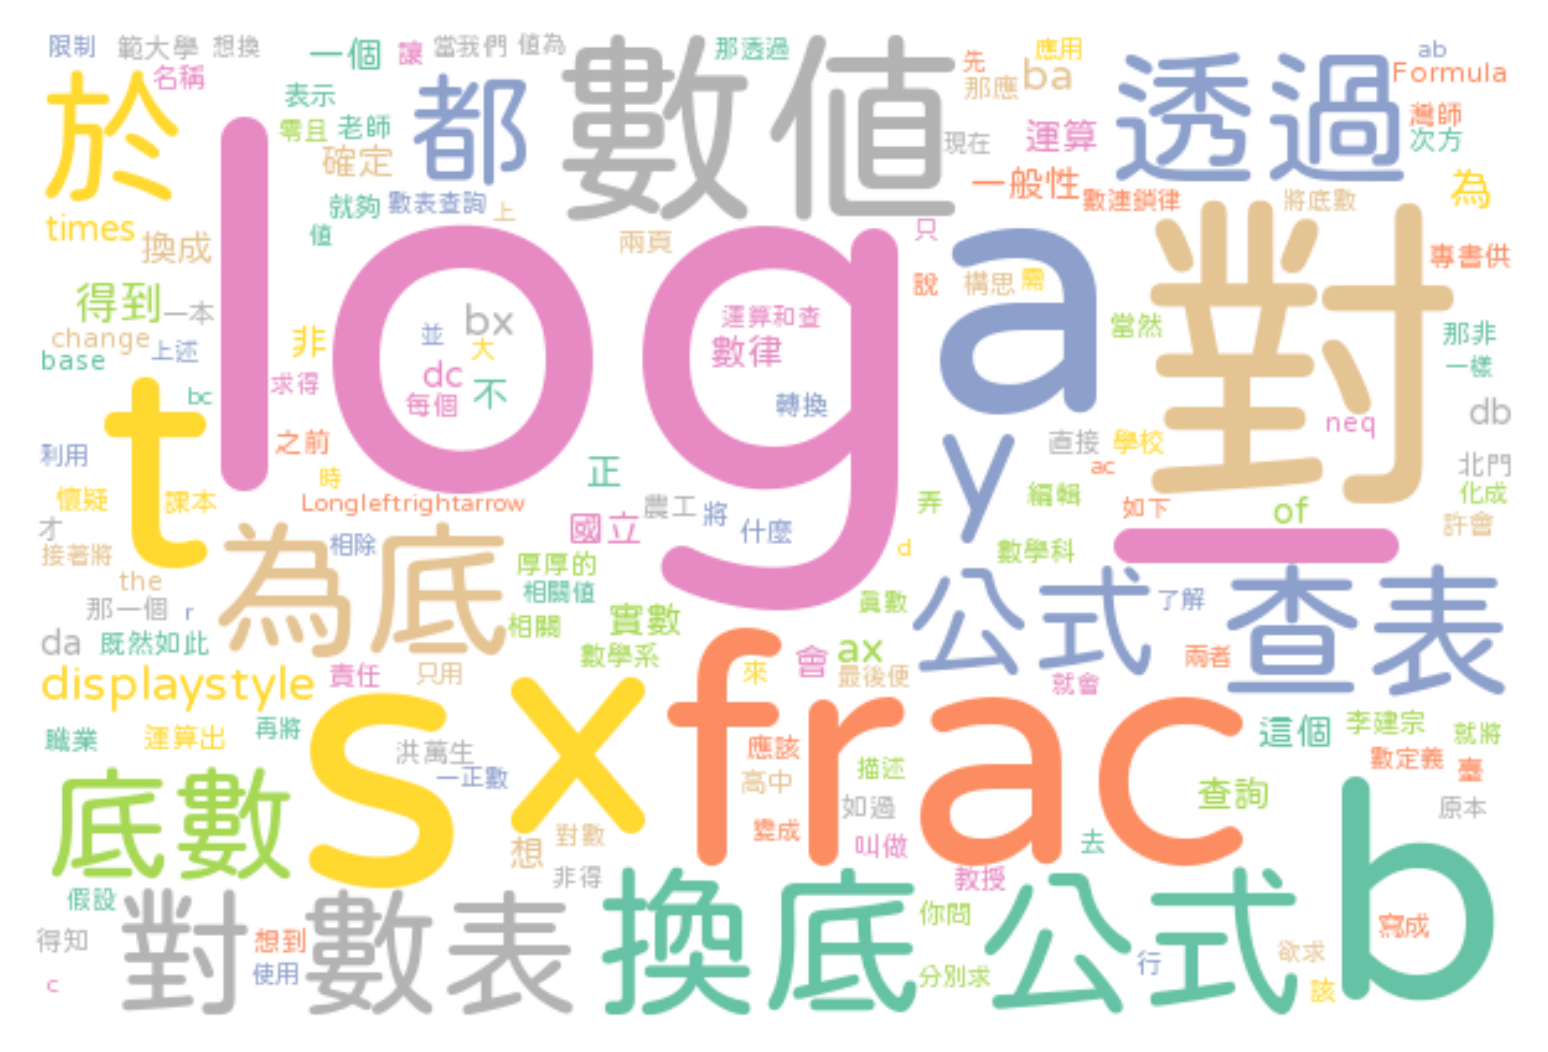 限制 範大學 想換 一個 讓 當我們 值為 數值 那透過 先 應用 ab
於 名稱 表示 都 那應 ba 透過 Formula
零且 老師 確定 現在 運算 灣師 次方
就夠 數表查詢 上 一般性 數連鎖律 將底數 為
times 換成 值 兩頁 只 對 專書供
log a
得到 一本 說 構思 需 當然
change 上述 非 並 bx 大 運算和查 數律 那非
base 求得 dc 每個 不 轉換 一樣
bc neq db
t 之前 y 直接 學校 北門
利用 時 正 ac
懷疑 課本 Longleftrightarrow 農工 將 弄 編輯 如下 of 化成
才 國立 什麼 許會
接著將 為底 相除 厚厚的 d 數學科 一
the 相關值 公式 查表
那一個 r 相關 實數 真數 了解
da 既然如此 數學系 會 ax 兩者
displaystyle 責任 只用 來 最後便 就會
s x frac
職業 運算出 再將 洪萬生 應該 描述 這個 李建宗 就將
一正數 高中 數定義 臺
底數 如過 查詢 原本
想 對數 變成 叫做 去 b
假設 非得 教授
對數表 換底公式 你問 寫成
得知 想到 欲求
c 使用 分別求 行 該